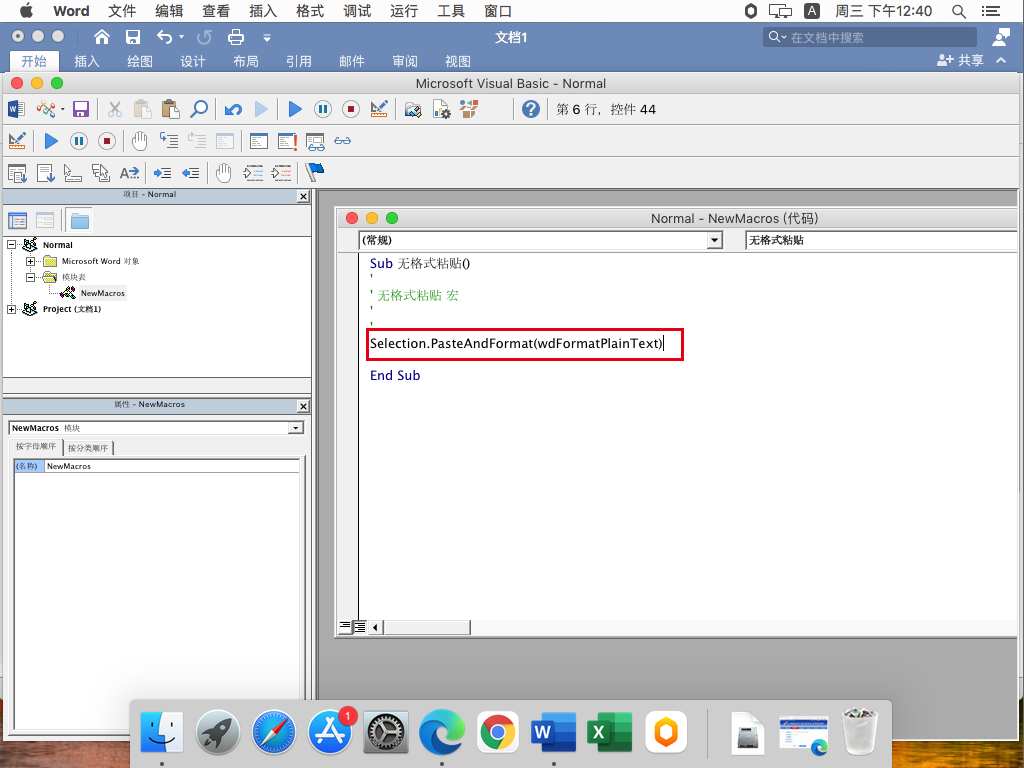 Word 文件 编辑 查看 插入 格式 调试 运行 工具 窗口 A 周三 下午12:40
文档1
在文档中搜索
开始 插入 绘图 设计 布局 引用 邮件 审阅 视图 共享
Microsoft Visual Basic - Normal
第 6 行，控件 44
项目 - Normal
Normal
Microsoft Word 对象
模块表
NewMacros
Project (文档1)
属性 - NewMacros
NewMacros 模块
按字母顺序 按分类顺序
(名称) NewMacros
Normal - NewMacros (代码)
(常规) 无格式粘贴
Sub 无格式粘贴()
'
' 无格式粘贴 宏
'
'
Selection.PasteAndFormat(wdFormatPlainText)
End Sub
1
W
X